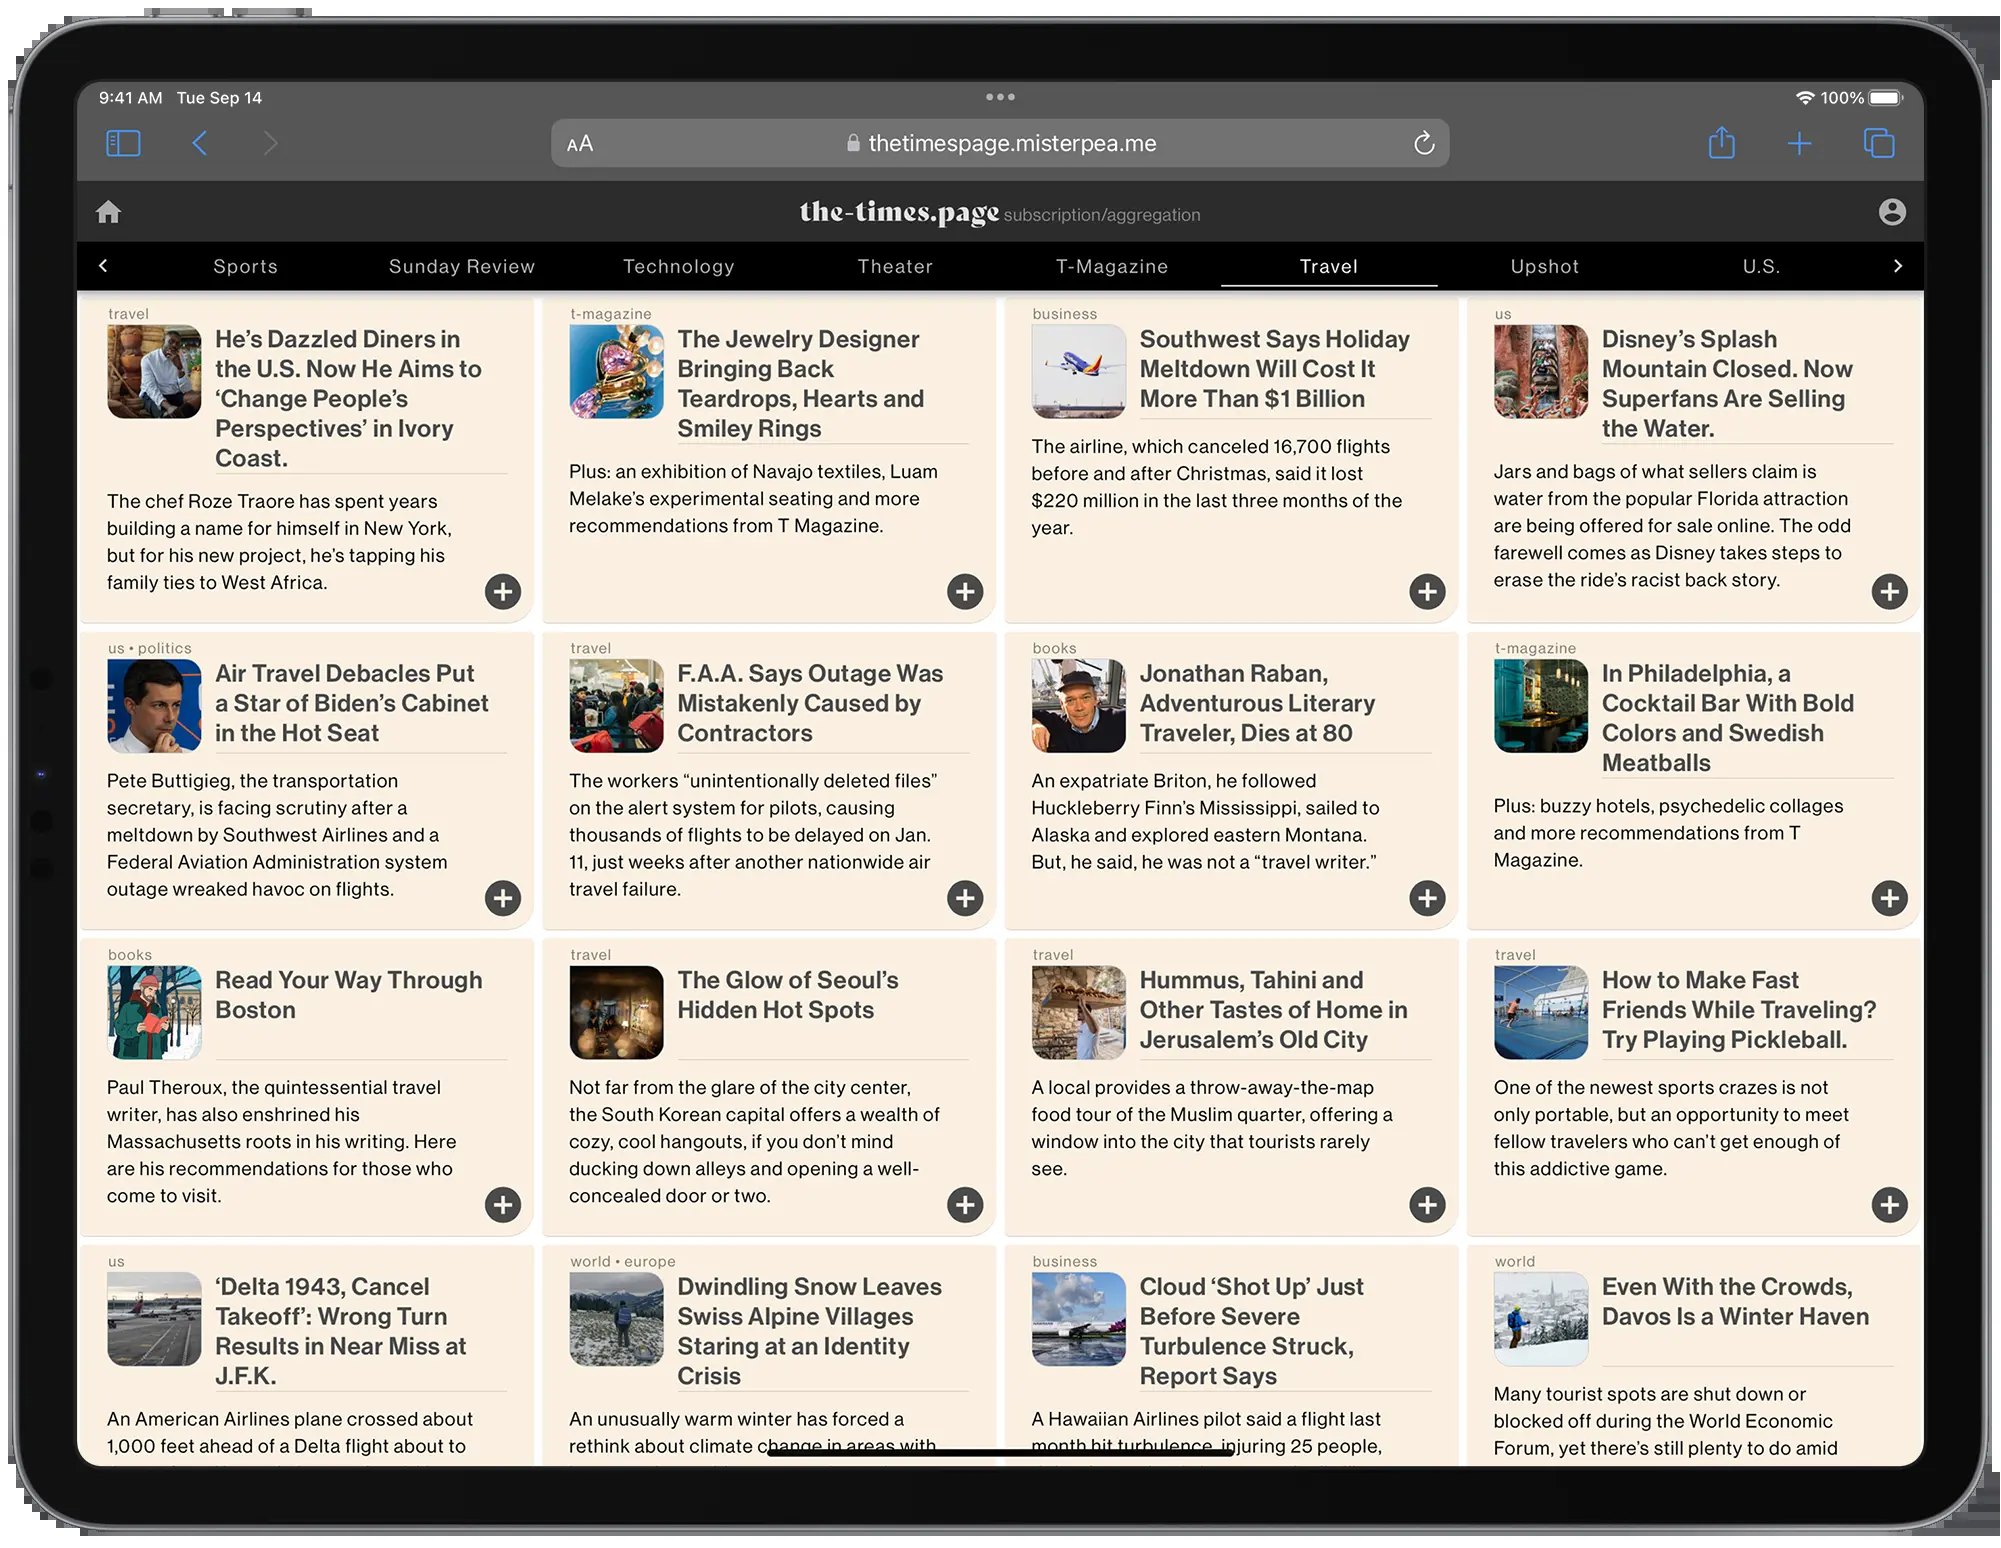 9:41 AM Tue Sep 14
100%
AA
thetimespage.misterpea.me
the-times.page subscription/aggregation
Sports
Sunday Review
Technology
Theater
T-Magazine
Travel
Upshot
U.S.
travel
He’s Dazzled Diners in
the U.S. Now He Aims to
‘Change People’s
Perspectives’ in Ivory
Coast.
The chef Roze Traore has spent years
building a name for himself in New York,
but for his new project, he’s tapping his
family ties to West Africa.
t-magazine
The Jewelry Designer
Bringing Back
Teardrops, Hearts and
Smiley Rings
Plus: an exhibition of Navajo textiles, Luam
Melake’s experimental seating and more
recommendations from T Magazine.
business
Southwest Says Holiday
Meltdown Will Cost It
More Than $1 Billion
The airline, which canceled 16,700 flights
before and after Christmas, said it lost
$220 million in the last three months of the
year.
us
Disney’s Splash
Mountain Closed. Now
Superfans Are Selling
the Water.
Jars and bags of what sellers claim is
water from the popular Florida attraction
are being offered for sale online. The odd
farewell comes as Disney takes steps to
erase the ride’s racist back story.
us • politics
Air Travel Debacles Put
a Star of Biden’s Cabinet
in the Hot Seat
Pete Buttigieg, the transportation
secretary, is facing scrutiny after a
meltdown by Southwest Airlines and a
Federal Aviation Administration system
outage wreaked havoc on flights.
travel
F.A.A. Says Outage Was
Mistakenly Caused by
Contractors
The workers “unintentionally deleted files”
on the alert system for pilots, causing
thousands of flights to be delayed on Jan.
11, just weeks after another nationwide air
travel failure.
books
Jonathan Raban,
Adventurous Literary
Traveler, Dies at 80
An expatriate Briton, he followed
Huckleberry Finn’s Mississippi, sailed to
Alaska and explored eastern Montana.
But, he said, he was not a “travel writer.”
t-magazine
In Philadelphia, a
Cocktail Bar With Bold
Colors and Swedish
Meatballs
Plus: buzzy hotels, psychedelic collages
and more recommendations from T
Magazine.
books
Read Your Way Through
Boston
Paul Theroux, the quintessential travel
writer, has also enshrined his
Massachusetts roots in his writing. Here
are his recommendations for those who
come to visit.
travel
The Glow of Seoul’s
Hidden Hot Spots
Not far from the glare of the city center,
the South Korean capital offers a wealth of
cozy, cool hangouts, if you don’t mind
ducking down alleys and opening a well-
concealed door or two.
travel
Hummus, Tahini and
Other Tastes of Home in
Jerusalem’s Old City
A local provides a throw-away-the-map
food tour of the Muslim quarter, offering a
window into the city that tourists rarely
see.
travel
How to Make Fast
Friends While Traveling?
Try Playing Pickleball.
One of the newest sports crazes is not
only portable, but an opportunity to meet
fellow travelers who can’t get enough of
this addictive game.
us
‘Delta 1943, Cancel
Takeoff’: Wrong Turn
Results in Near Miss at
J.F.K.
An American Airlines plane crossed about
1,000 feet ahead of a Delta flight about to
world • europe
Dwindling Snow Leaves
Swiss Alpine Villages
Staring at an Identity
Crisis
An unusually warm winter has forced a
rethink about climate change in areas with
business
Cloud ‘Shot Up’ Just
Before Severe
Turbulence Struck,
Report Says
A Hawaiian Airlines pilot said a flight last
month hit turbulence, injuring 25 people,
world
Even With the Crowds,
Davos Is a Winter Haven
Many tourist spots are shut down or
blocked off during the World Economic
Forum, yet there’s still plenty to do amid